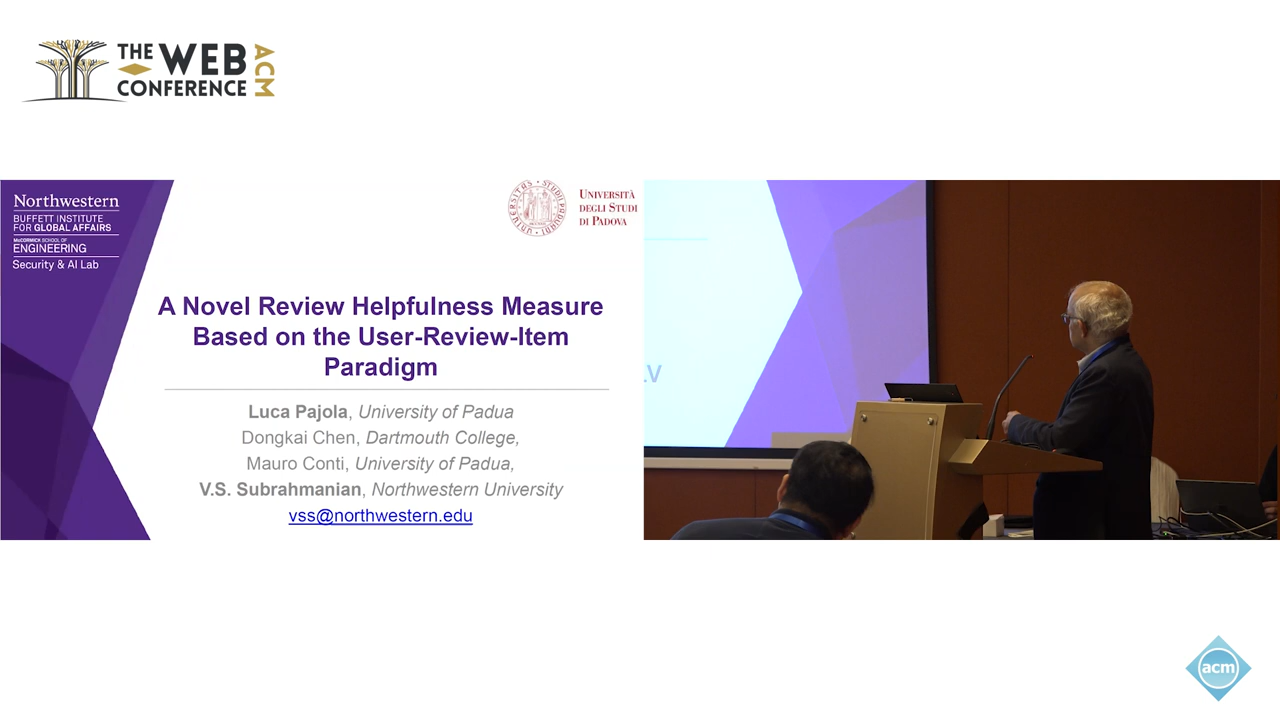 THE WEB CONFERENCE ACM
Northwestern
BUFFETT INSTITUTE
FOR GLOBAL AFFAIRS
McCORMICK SCHOOL OF
ENGINEERING
Security & AI Lab
UNIVERSITÀ
DEGLI STUDI
DI PADOVA
A Novel Review Helpfulness Measure
Based on the User-Review-Item
Paradigm
Luca Pajola, University of Padua
Dongkai Chen, Dartmouth College,
Mauro Conti, University of Padua,
V.S. Subrahmanian, Northwestern University
vss@northwestern.edu
LV
acm